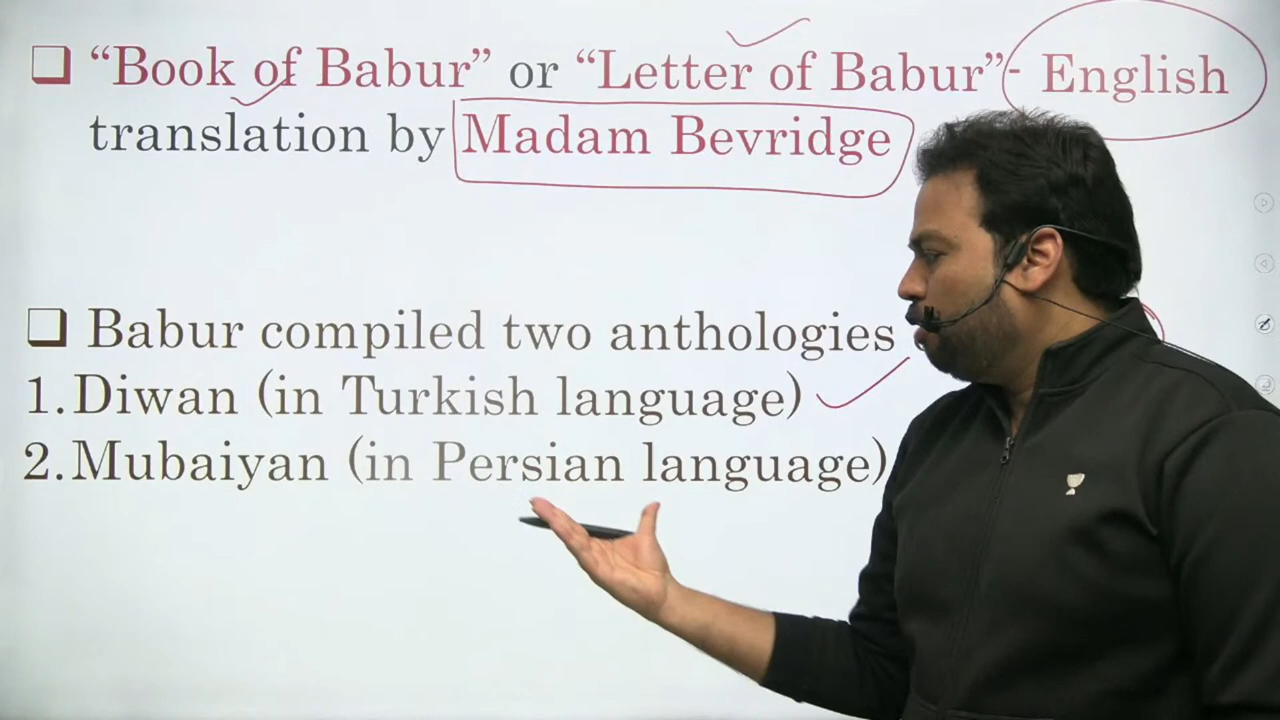 ❑ “Book of Babur” or “Letter of Babur”- English
translation by Madam Bevridge
❑ Babur compiled two anthologies
1. Diwan (in Turkish language)
2. Mubaiyan (in Persian language)